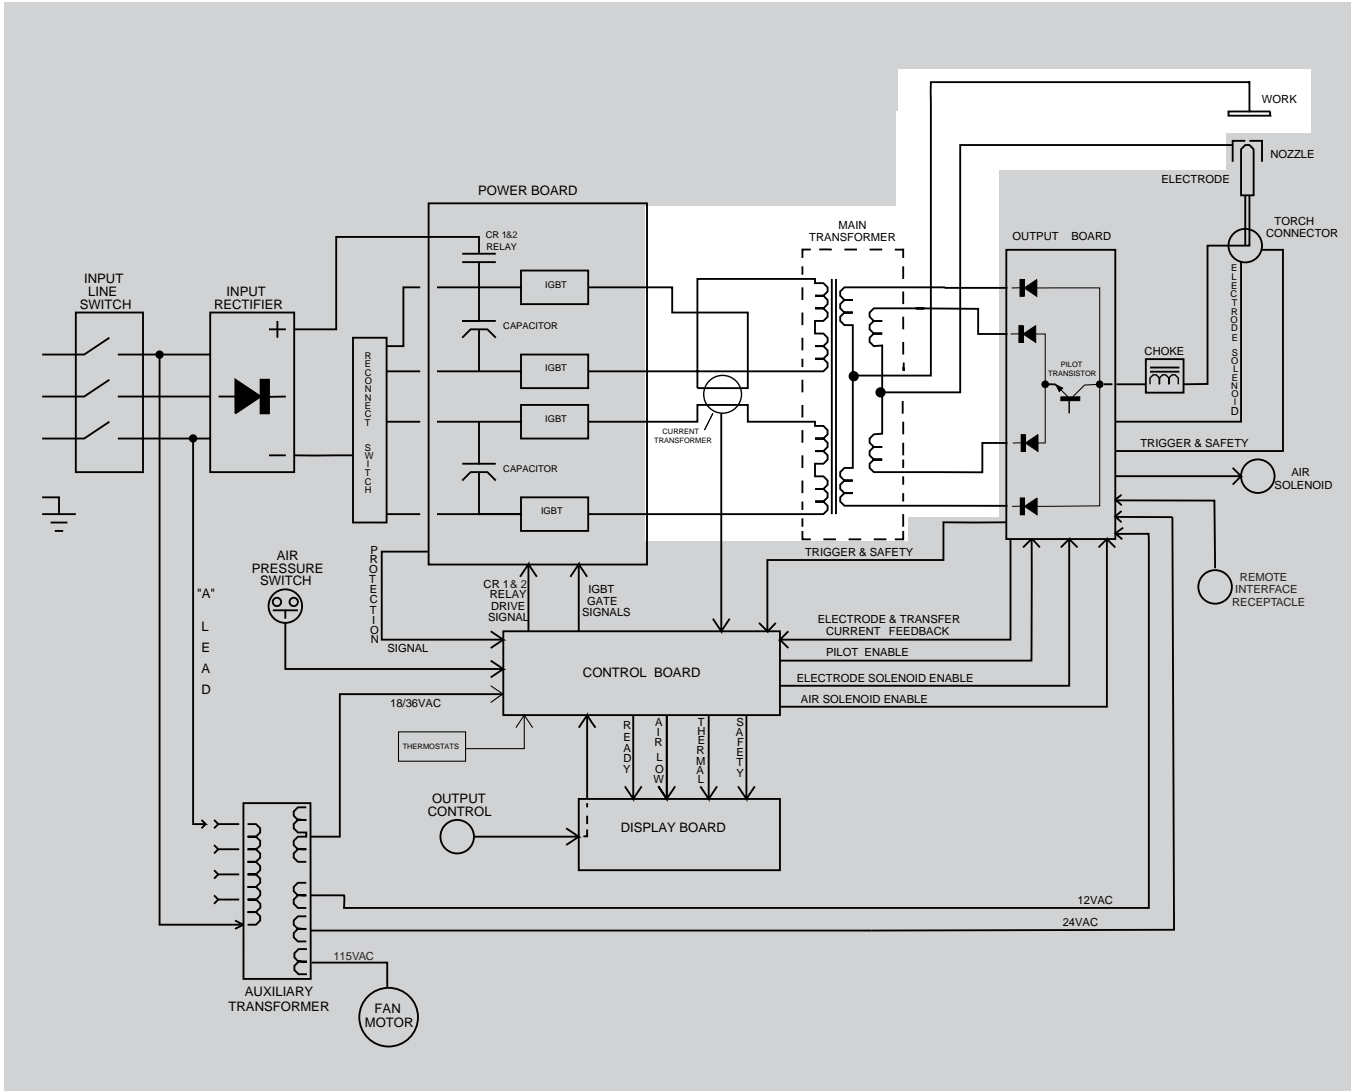 WORK
NOZZLE
ELECTRODE
POWER BOARD
TORCH
CONNECTOR
MAIN
TRANSFORMER
OUTPUT BOARD
CR 1&2
RELAY
INPUT
LINE
SWITCH
INPUT
RECTIFIER
+
IGBT
ELECTRODE SOLENOID
CAPACITOR
CHOKE
RECONNECT SWITCH
IGBT
PILOT
TRANSISTOR
IGBT
CURRENT
TRANSFORMER
TRIGGER & SAFETY
−
CAPACITOR
AIR
SOLENOID
IGBT
PROTECTION
SIGNAL
TRIGGER & SAFETY
AIR
PRESSURE
SWITCH
CR 1 & 2
RELAY
DRIVE
SIGNAL
IGBT
GATE
SIGNALS
REMOTE
INTERFACE
RECEPTACLE
"A" LEAD
ELECTRODE & TRANSFER
CURRENT FEEDBACK
PILOT ENABLE
CONTROL BOARD
ELECTRODE SOLENOID ENABLE
AIR SOLENOID ENABLE
18/36VAC
THERMOSTATS
READY
AIR LOW
THERMAL
SAFETY
OUTPUT
CONTROL
DISPLAY BOARD
12VAC
24VAC
115VAC
AUXILIARY
TRANSFORMER
FAN
MOTOR